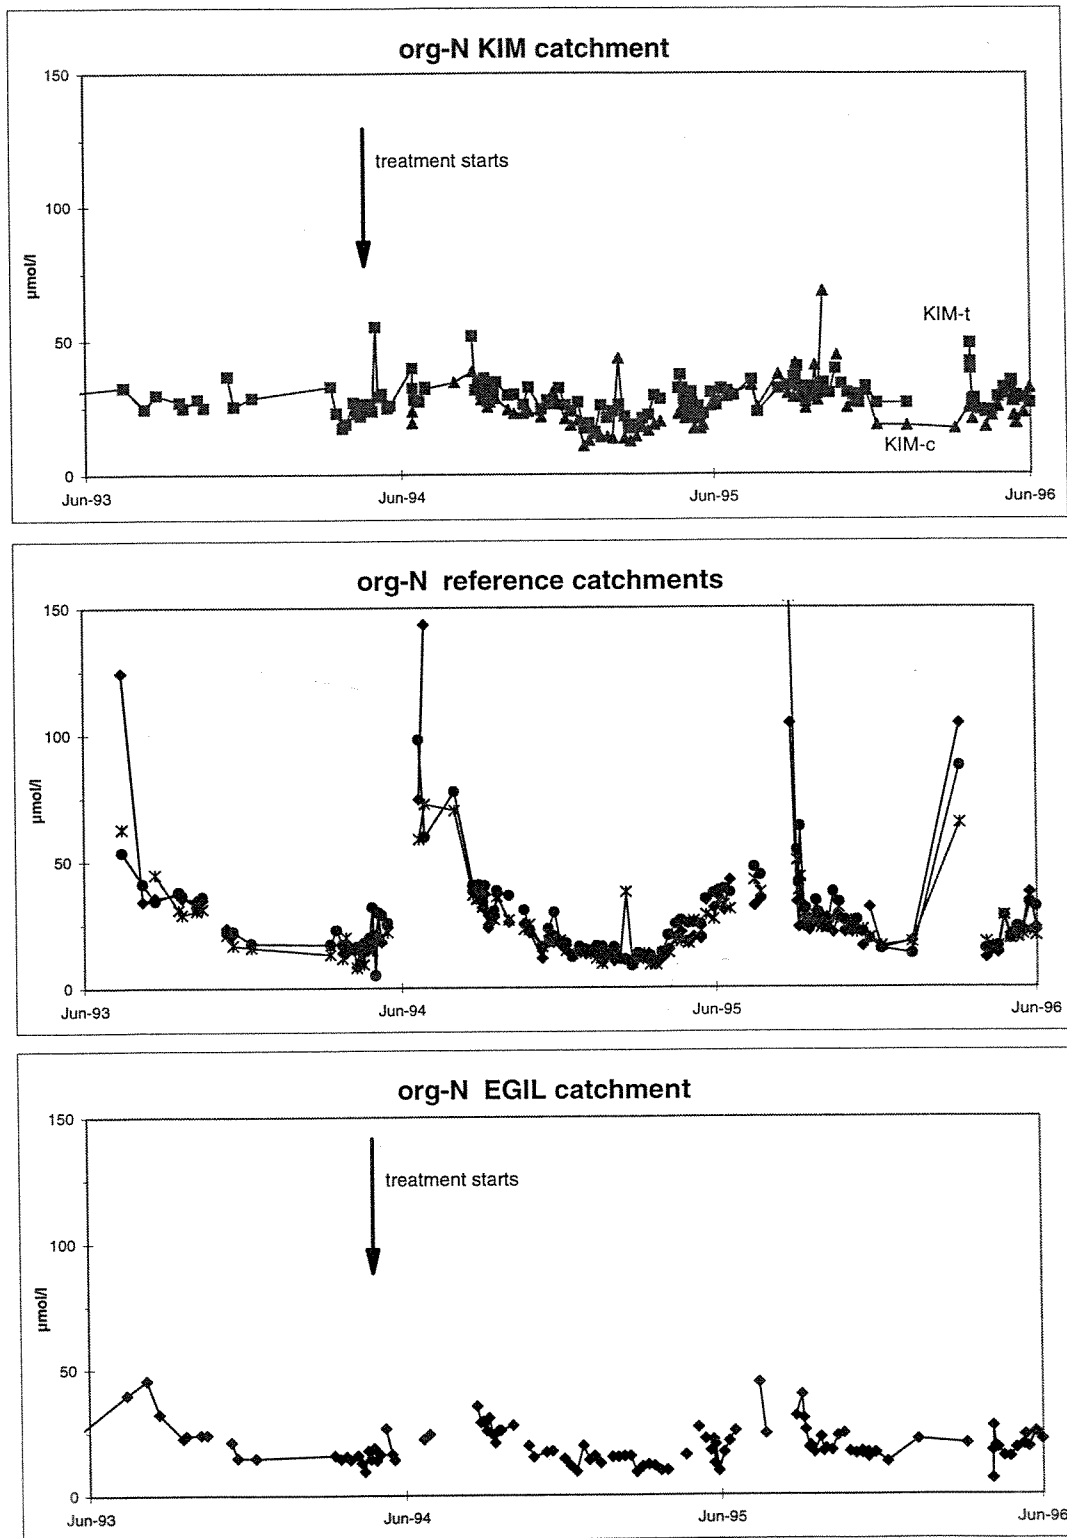 org-N KIM catchment
150
treatment starts
100
µmol/l
50
KIM-t
KIM-c
0
Jun-93
Jun-94
Jun-95
Jun-96
org-N reference catchments
150
100
µmol/l
50
0
Jun-93
Jun-94
Jun-95
Jun-96
org-N EGIL catchment
150
treatment starts
100
µmol/l
50
0
Jun-93
Jun-94
Jun-95
Jun-96